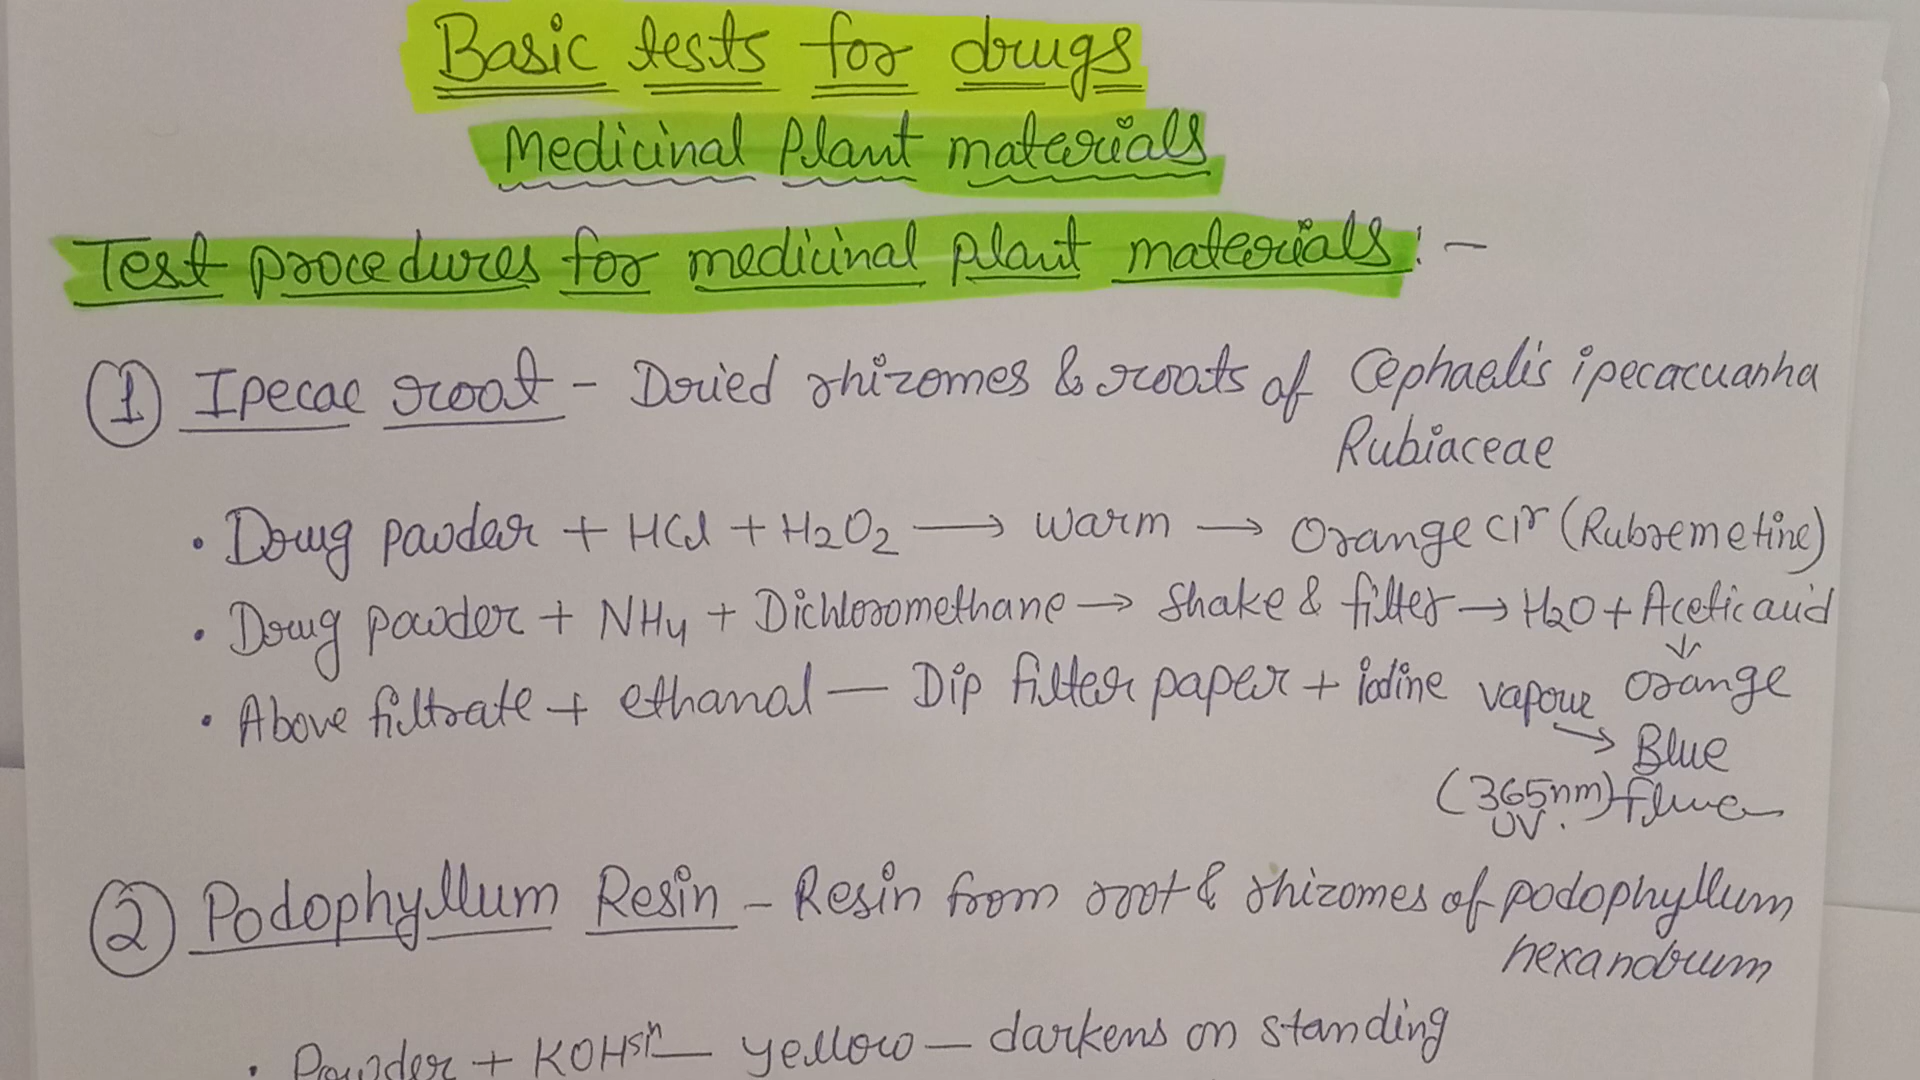 Basic tests for drugs
Medicinal Plant materials
Test procedures for medicinal plant materials : -
① Ipecac root - Dried rhizomes & roots of Cephaelis ipecacuanha
Rubiaceae
• Drug powder + HCl + H2O2 → warm → Orange clr (Rubremetine)
• Drug powder + NH4 + Dichloromethane → Shake & filter → H2O + Acetic acid
↓
orange
• Above filtrate + ethanol — Dip filter paper + iodine vapour
→ Blue
(365nm)
UV.
② Podophyllum Resin - Resin from root & rhizomes of podophyllum
hexandrum
• Powder + KOH sn — yellow — darkens on standing